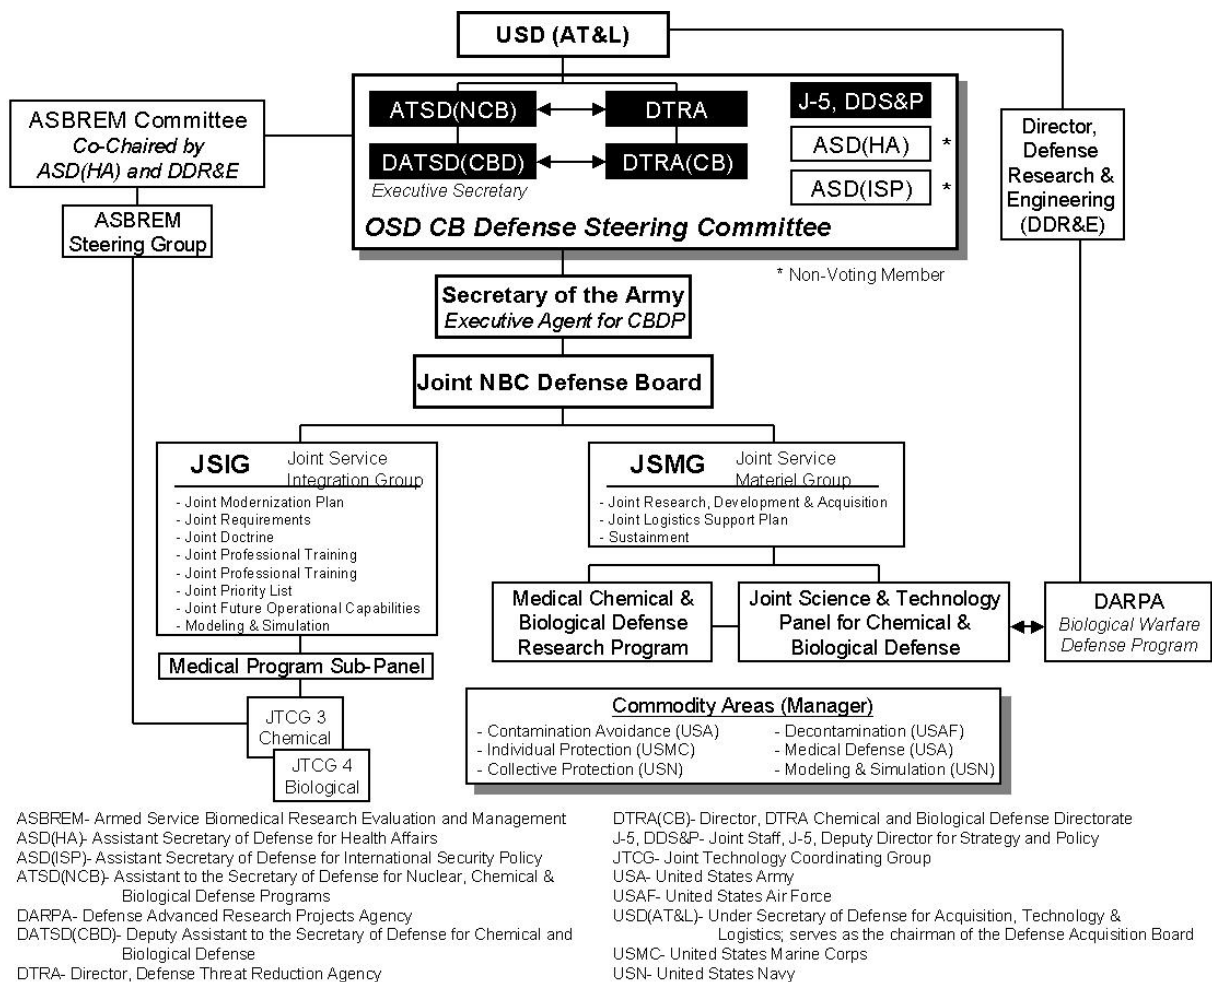 USD (AT&L)
ASBREM Committee
Co-Chaired by
ASD(HA) and DDR&E
ASBREM
Steering Group
ATSD(NCB)
DTRA
DATSD(CBD)
DTRA(CB)
Executive Secretary
J-5, DDS&P
ASD(HA) *
ASD(ISP) *
OSD CB Defense Steering Committee
* Non-Voting Member
Director,
Defense
Research &
Engineering
(DDR&E)
Secretary of the Army
Executive Agent for CBDP
Joint NBC Defense Board
JSIG Joint Service
Integration Group
- Joint Modernization Plan
- Joint Requirements
- Joint Doctrine
- Joint Professional Training
- Joint Professional Training
- Joint Priority List
- Joint Future Operational Capabilities
- Modeling & Simulation
JSMG Joint Service
Materiel Group
- Joint Research, Development & Acquisition
- Joint Logistics Support Plan
- Sustainment
Medical Program Sub-Panel
JTCG 3
Chemical
JTCG 4
Biological
Medical Chemical &
Biological Defense
Research Program
Joint Science & Technology
Panel for Chemical &
Biological Defense
DARPA
Biological Warfare
Defense Program
Commodity Areas (Manager)
- Contamination Avoidance (USA)
- Individual Protection (USMC)
- Collective Protection (USN)
- Decontamination (USAF)
- Medical Defense (USA)
- Modeling & Simulation (USN)
ASBREM- Armed Service Biomedical Research Evaluation and Management
ASD(HA)- Assistant Secretary of Defense for Health Affairs
ASD(ISP)- Assistant Secretary of Defense for International Security Policy
ATSD(NCB)- Assistant to the Secretary of Defense for Nuclear, Chemical &
Biological Defense Programs
DARPA- Defense Advanced Research Projects Agency
DATSD(CBD)- Deputy Assistant to the Secretary of Defense for Chemical and
Biological Defense
DTRA- Director, Defense Threat Reduction Agency
DTRA(CB)- Director, DTRA Chemical and Biological Defense Directorate
J-5, DDS&P- Joint Staff, J-5, Deputy Director for Strategy and Policy
JTCG- Joint Technology Coordinating Group
USA- United States Army
USAF- United States Air Force
USD(AT&L)- Under Secretary of Defense for Acquisition, Technology &
Logistics; serves as the chairman of the Defense Acquisition Board
USMC- United States Marine Corps
USN- United States Navy